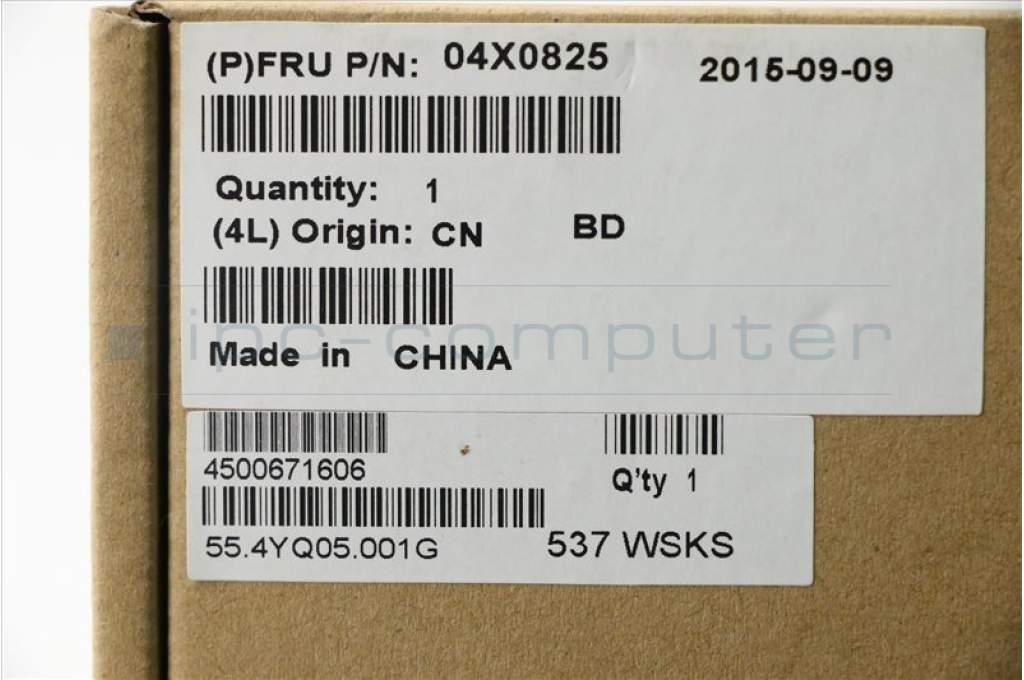 (P)FRU P/N: 04X0825
2015-09-09
Quantity: 1
(4L) Origin: CN BD
ipc-computer
Made in CHINA
4500671606
Q'ty 1
55.4YQ05.001G
537 WSKS